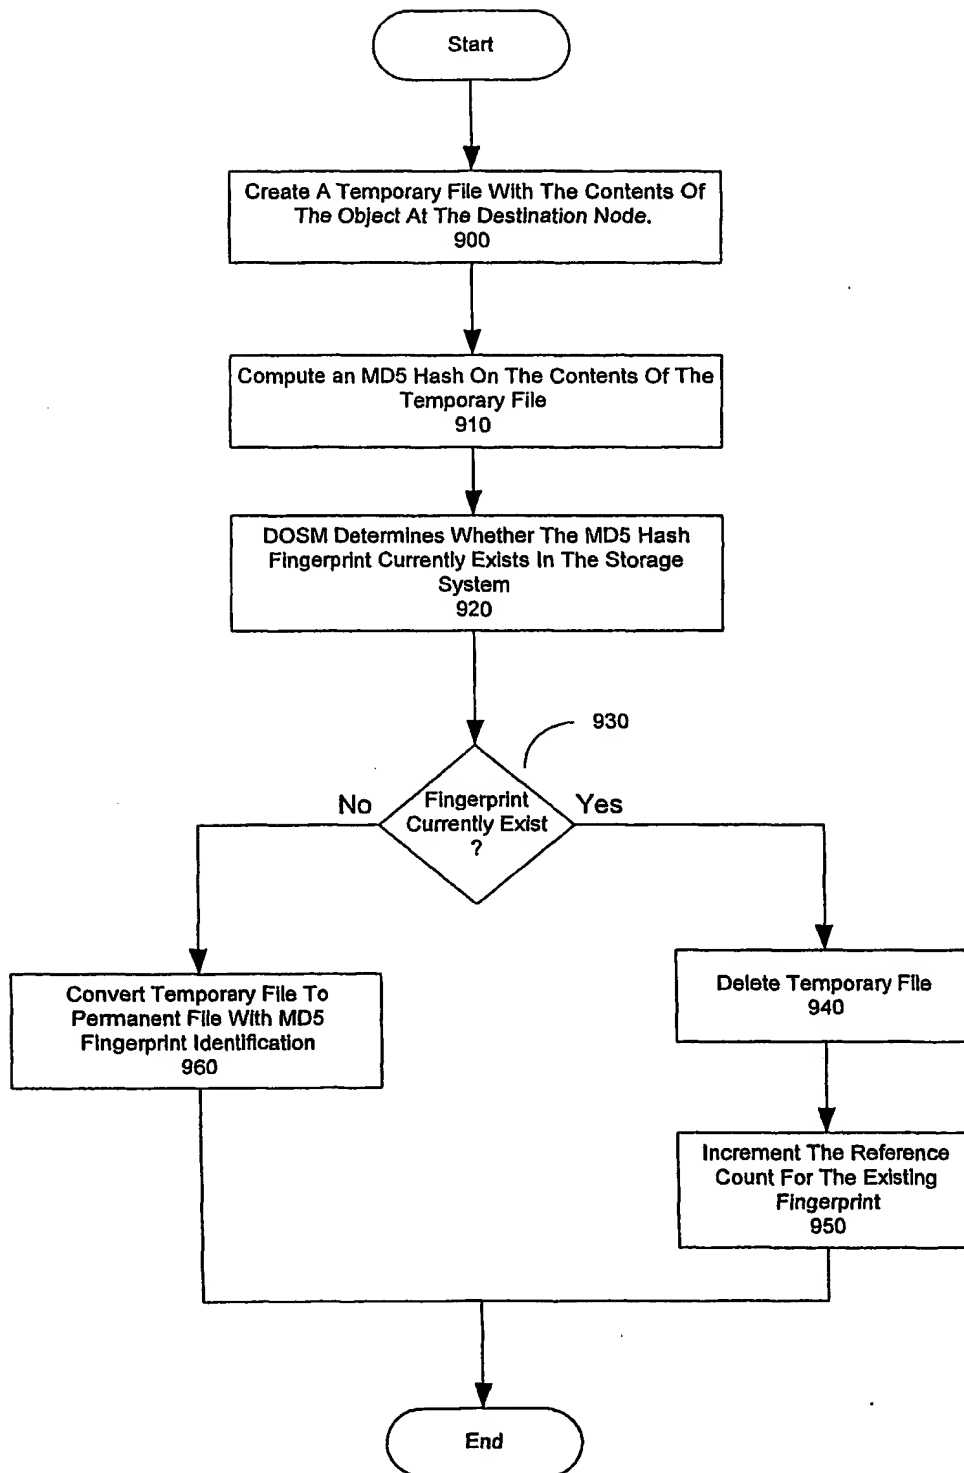 Start
Create A Temporary File With The Contents Of
The Object At The Destination Node.
900
Compute an MD5 Hash On The Contents Of The
Temporary File
910
DOSM Determines Whether The MD5 Hash
Fingerprint Currently Exists In The Storage
System
920
930
No
Fingerprint
Currently Exist
?
Yes
Convert Temporary File To
Permanent File With MD5
Fingerprint Identification
960
Delete Temporary File
940
Increment The Reference
Count For The Existing
Fingerprint
950
End